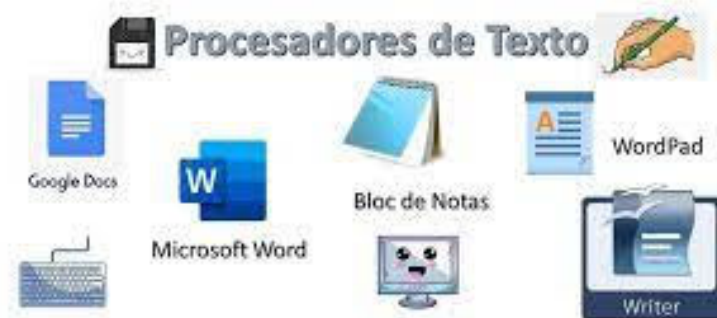 Procesadores de Texto
Google Docs
W
Microsoft Word
Bloc de Notas
A
WordPad
Writer